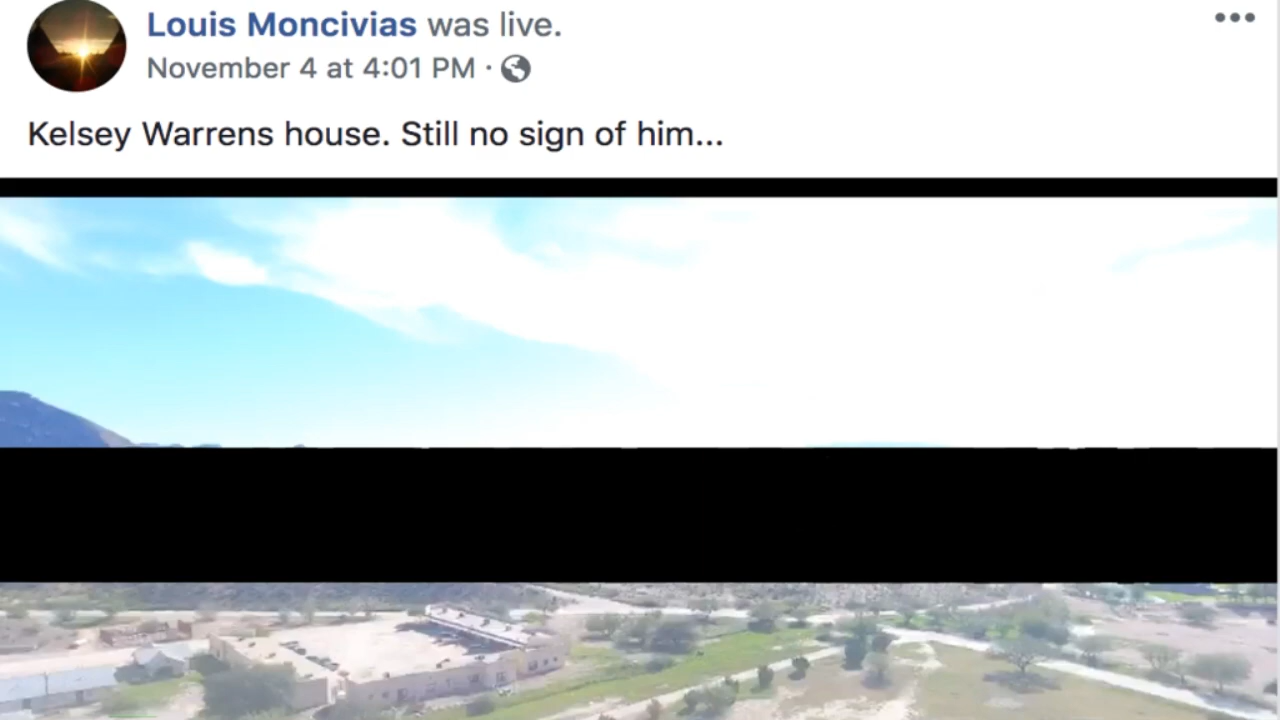 Louis Moncivias was live.
November 4 at 4:01 PM ·
Kelsey Warrens house. Still no sign of him...